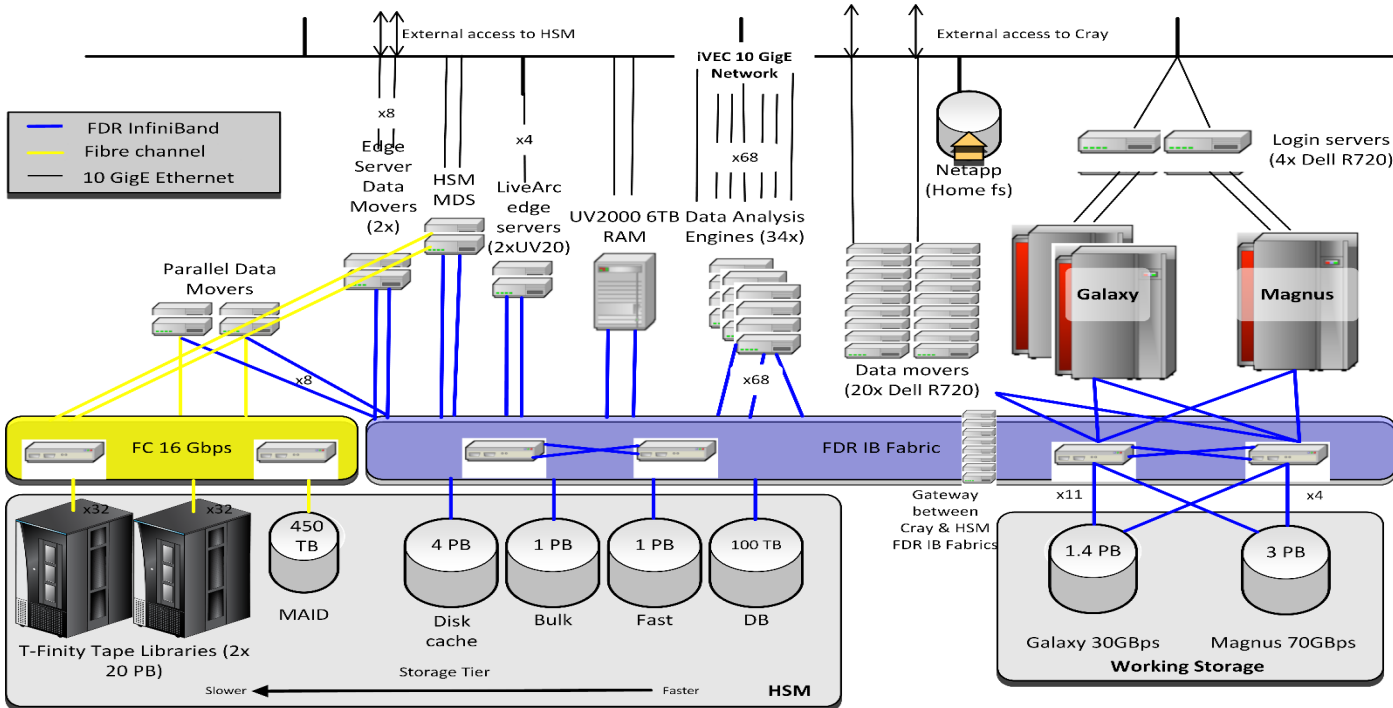 External access to HSM
iVEC 10 GigE
Network
External access to Cray
FDR InfiniBand
Fibre channel
10 GigE Ethernet
x8
x4
x68
Edge
Server
Data
Movers
(2x)
HSM
MDS
LiveArc
edge
servers
(2xUV20)
UV2000 6TB
RAM
Data Analysis
Engines (34x)
Netapp
(Home fs)
Login servers
(4x Dell R720)
Parallel Data
Movers
Galaxy
Magnus
x8
x68
Data movers
(20x Dell R720)
FC 16 Gbps
FDR IB Fabric
Gateway
between
Cray & HSM
FDR IB Fabrics
x11
x4
x32
x32
450
TB
4 PB
1 PB
1 PB
100 TB
1.4 PB
3 PB
MAID
Disk
cache
Bulk
Fast
DB
T-Finity Tape Libraries (2x
20 PB)
Galaxy 30GBps
Magnus 70GBps
Working Storage
Storage Tier
Slower
Faster
HSM